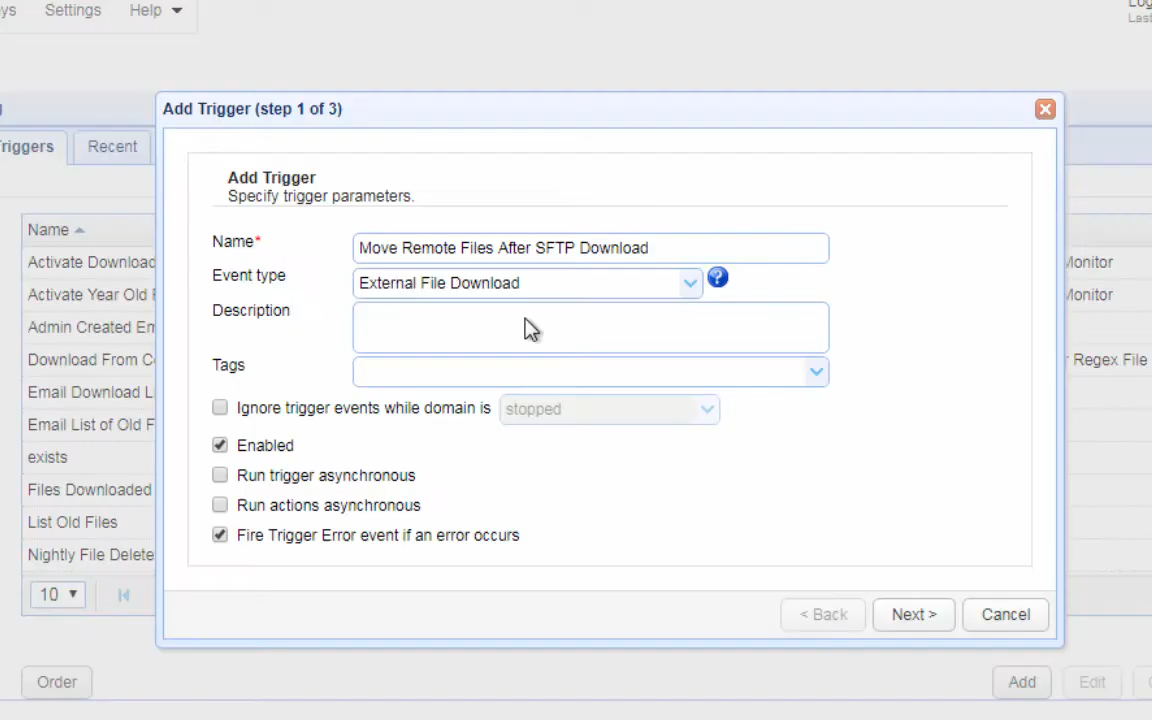 Settings
Help
Add Trigger (step 1 of 3)
Triggers
Recent
Add Trigger
Specify trigger parameters.
Name*
Move Remote Files After SFTP Download
Event type
External File Download
?
Description
Tags
Ignore trigger events while domain is
stopped
Enabled
Run trigger asynchronous
Run actions asynchronous
Fire Trigger Error event if an error occurs
< Back
Next >
Cancel
Name
Activate Download
Monitor
Activate Year Old
Monitor
Admin Created
Download From
Regex File
Email Download
Email List of Old
exists
Files Downloaded
List Old Files
Nightly File Delete
10
Order
Add
Edit